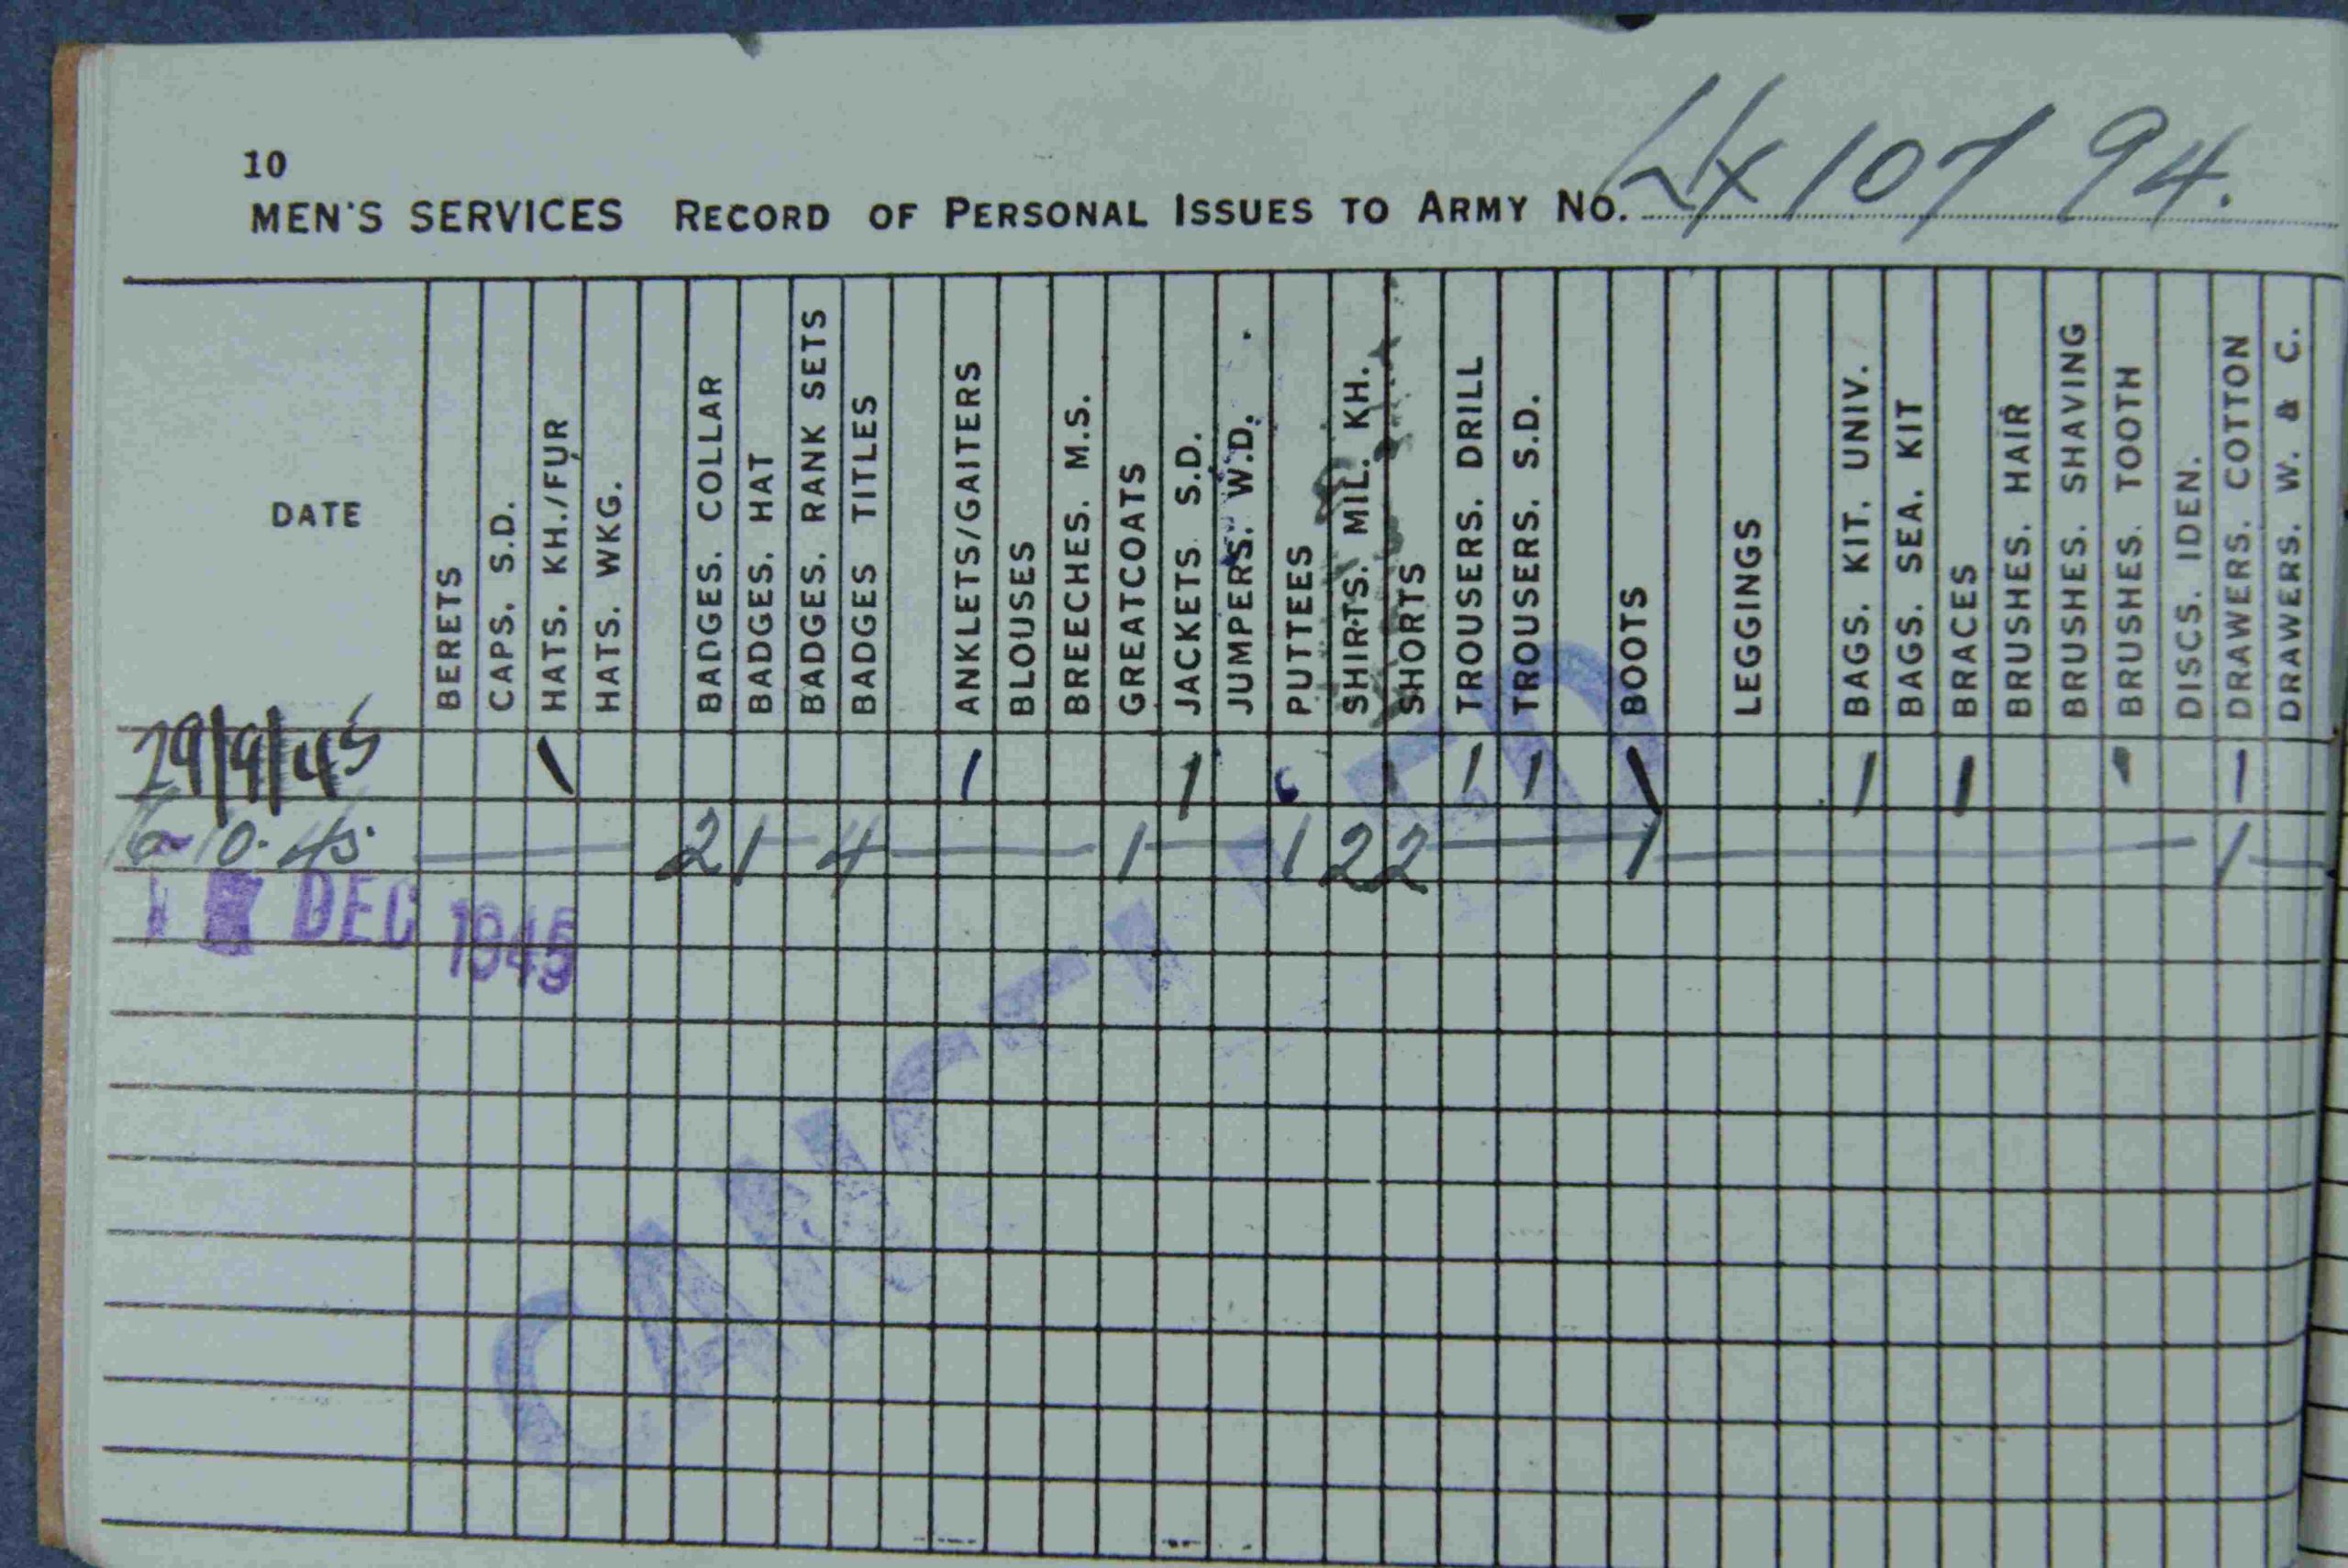 10
MEN'S SERVICES RECORD OF PERSONAL ISSUES TO ARMY NO. 107 94.
DATE
BERETS
CAPS. S.D.
HATS. KH./FUR
HATS. WKG.
BADGES. COLLAR
BADGES. HAT
BADGES. RANK SETS
BADGES TITLES
ANKLETS/GAITERS
BLOUSES
BREECHES. M.S.
GREATCOATS
JACKETS S.D.
JUMPERS. W.D.
PUTTEES
SHIRTS. MIL. KH.
SHORTS
TROUSERS. DRILL
TROUSERS. S.D.
BOOTS
LEGGINGS
BAGS. KIT. UNIV.
BAGS. SEA. KIT
BRACES
BRUSHES. HAIR
BRUSHES. SHAVING
BRUSHES. TOOTH
DISCS. IDEN.
DRAWERS. COTTON
DRAWERS. W. & C.
29/9/45 1 1 1 1 1 1 1 1 1
16-10-45. 2 1 4 1 1 2 2 1 1
DEC 1945